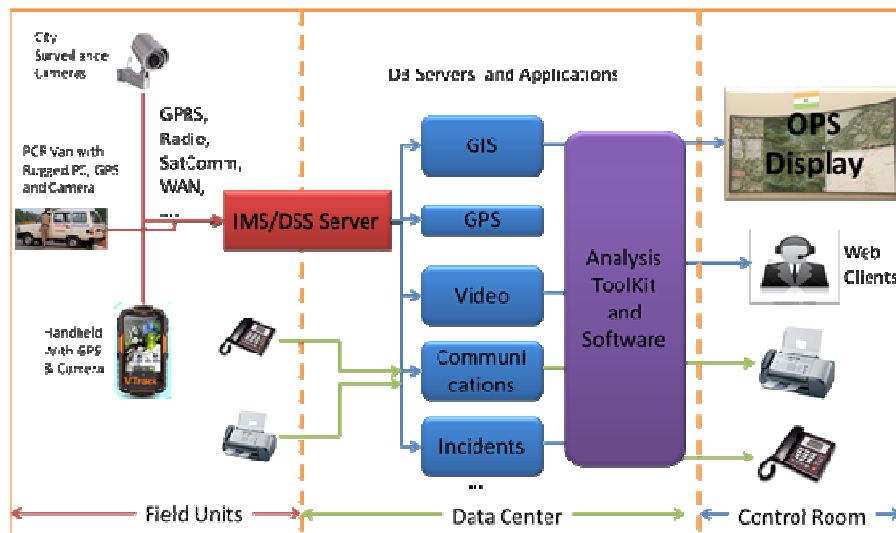 City
Surveillance
Cameras
GPRS,
Radio,
SatComm,
WAN,
....
PCR Van with
Rugged PC, GPS
and Camera
Handheld
With GPS
& Camera
VTrack
IMS/DSS Server
DB Servers and Applications
GIS
GPS
Video
Communi
cations
Incidents
...
Analysis
ToolKit
and
Software
OPS
Display
Web
Clients
Field Units
Data Center
Control Room